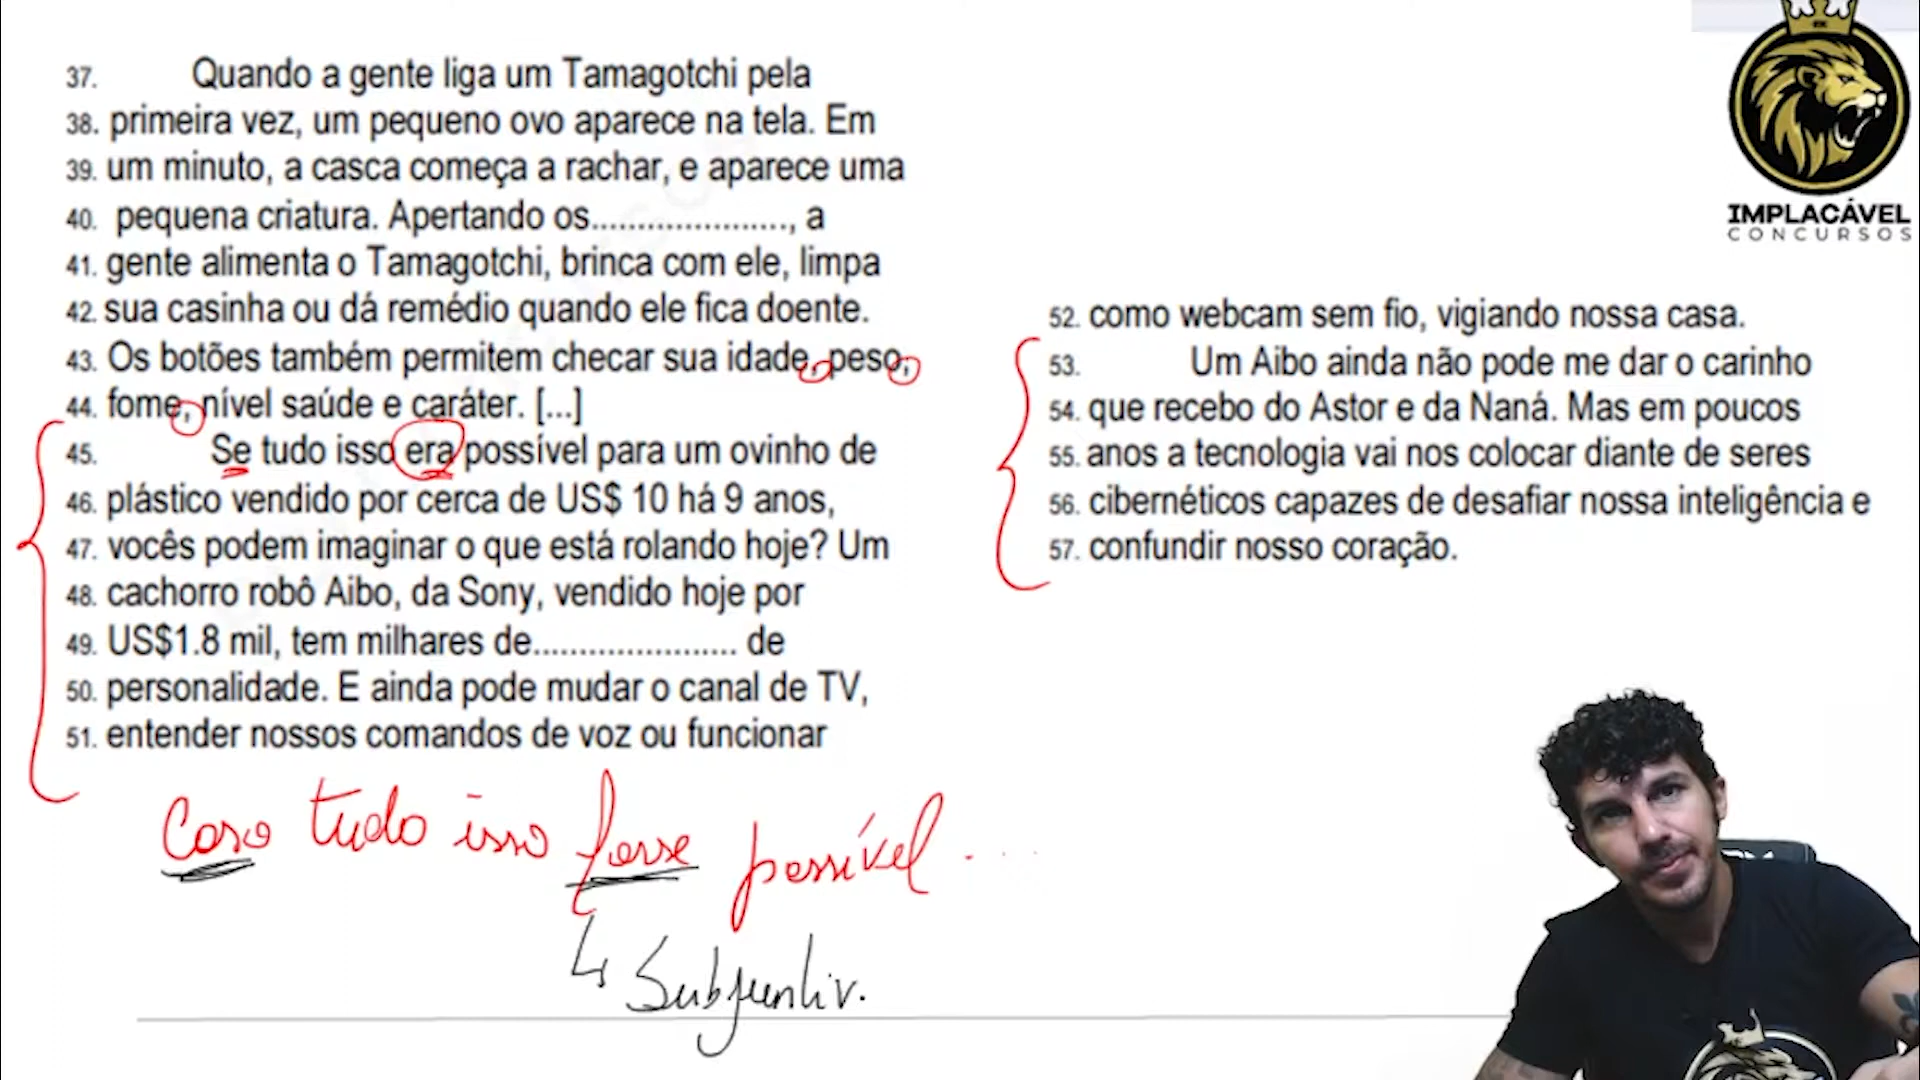 37. Quando a gente liga um Tamagotchi pela
38. primeira vez, um pequeno ovo aparece na tela. Em
39. um minuto, a casca começa a rachar, e aparece uma
40. pequena criatura. Apertando os....................., a
41. gente alimenta o Tamagotchi, brinca com ele, limpa
42. sua casinha ou dá remédio quando ele fica doente.
43. Os botões também permitem checar sua idade, peso,
44. fome, nível saúde e caráter. [...]
45. Se tudo isso era possível para um ovinho de
46. plástico vendido por cerca de US$ 10 há 9 anos,
47. vocês podem imaginar o que está rolando hoje? Um
48. cachorro robô Aibo, da Sony, vendido hoje por
49. US$1.8 mil, tem milhares de...................... de
50. personalidade. E ainda pode mudar o canal de TV,
51. entender nossos comandos de voz ou funcionar
Caso tudo isso fosse possível . . . .
Subjuntiv.
52. como webcam sem fio, vigiando nossa casa.
53. Um Aibo ainda não pode me dar o carinho
54. que recebo do Astor e da Naná. Mas em poucos
55. anos a tecnologia vai nos colocar diante de seres
56. cibernéticos capazes de desafiar nossa inteligência e
57. confundir nosso coração.
IMPLACÁVEL
CONCURSOS